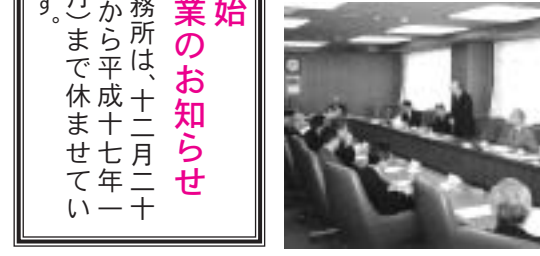 始
業のお知らせ
務所は、十二月二十
から平成十七年一
)まで休ませてい
す。